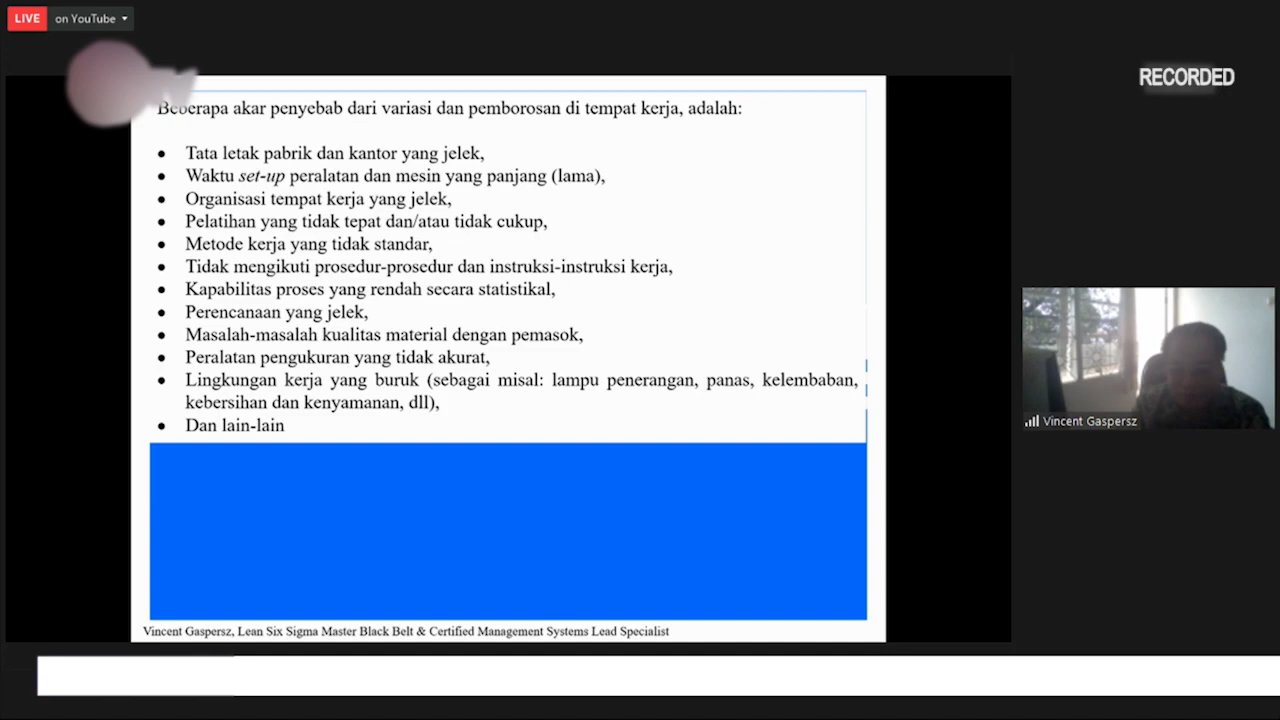 LIVE on YouTube
RECORDED
Beberapa akar penyebab dari variasi dan pemborosan di tempat kerja, adalah:
• Tata letak pabrik dan kantor yang jelek,
• Waktu set-up peralatan dan mesin yang panjang (lama),
• Organisasi tempat kerja yang jelek,
• Pelatihan yang tidak tepat dan/atau tidak cukup,
• Metode kerja yang tidak standar,
• Tidak mengikuti prosedur-prosedur dan instruksi-instruksi kerja,
• Kapabilitas proses yang rendah secara statistikal,
• Perencanaan yang jelek,
• Masalah-masalah kualitas material dengan pemasok,
• Peralatan pengukuran yang tidak akurat,
• Lingkungan kerja yang buruk (sebagai misal: lampu penerangan, panas, kelembaban,
kebersihan dan kenyamanan, dll),
• Dan lain-lain
Vincent Gaspersz, Lean Six Sigma Master Black Belt & Certified Management Systems Lead Specialist
Vincent Gaspersz